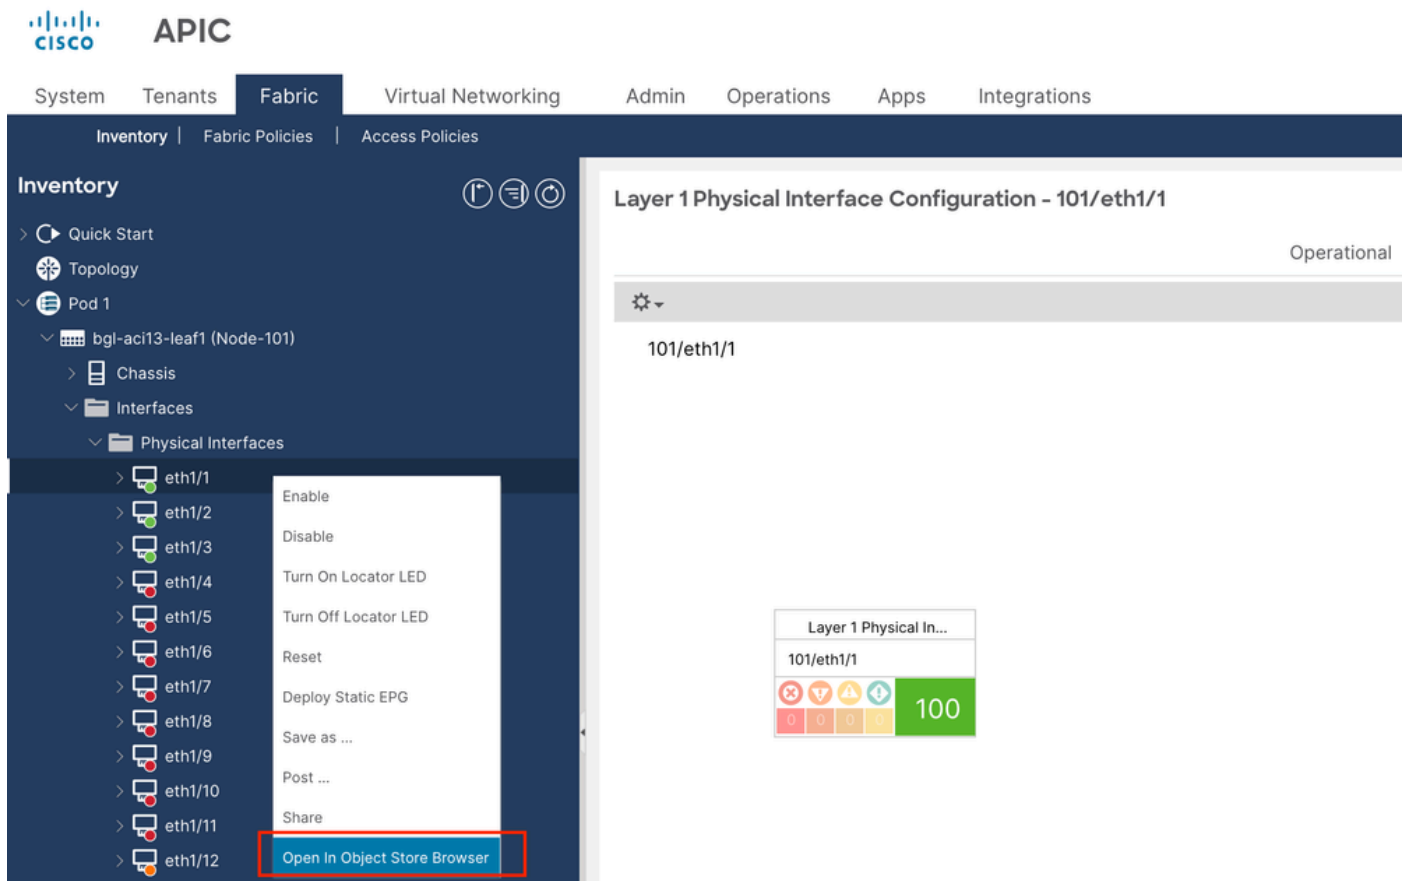 CISCO
APIC
System Tenants Fabric Virtual Networking Admin Operations Apps Integrations
Inventory | Fabric Policies | Access Policies
Inventory
Quick Start
Topology
Pod 1
bgl-aci13-leaf1 (Node-101)
Chassis
Interfaces
Physical Interfaces
eth1/1
eth1/2
eth1/3
eth1/4
eth1/5
eth1/6
eth1/7
eth1/8
eth1/9
eth1/10
eth1/11
eth1/12
Enable
Disable
Turn On Locator LED
Turn Off Locator LED
Reset
Deploy Static EPG
Save as ...
Post ...
Share
Open In Object Store Browser
Layer 1 Physical Interface Configuration - 101/eth1/1
Operational
101/eth1/1
Layer 1 Physical In...
101/eth1/1
0 0 0 0 100